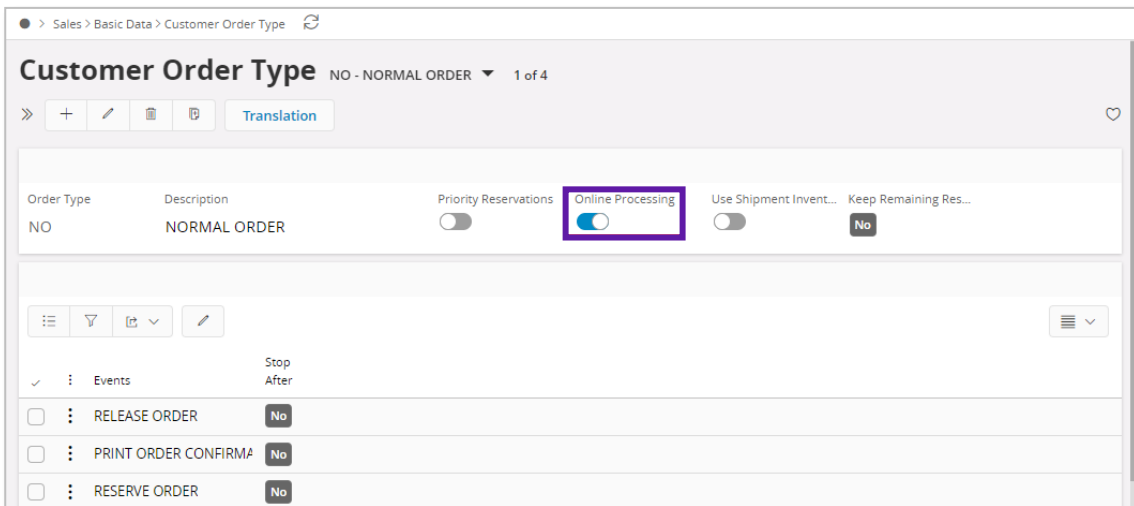 > Sales > Basic Data > Customer Order Type
Customer Order Type NO - NORMAL ORDER 1 of 4
Translation
Order Type Description Priority Reservations Online Processing Use Shipment Invent... Keep Remaining Res...
NO NORMAL ORDER No
Stop
Events After
RELEASE ORDER No
PRINT ORDER CONFIRMA No
RESERVE ORDER No